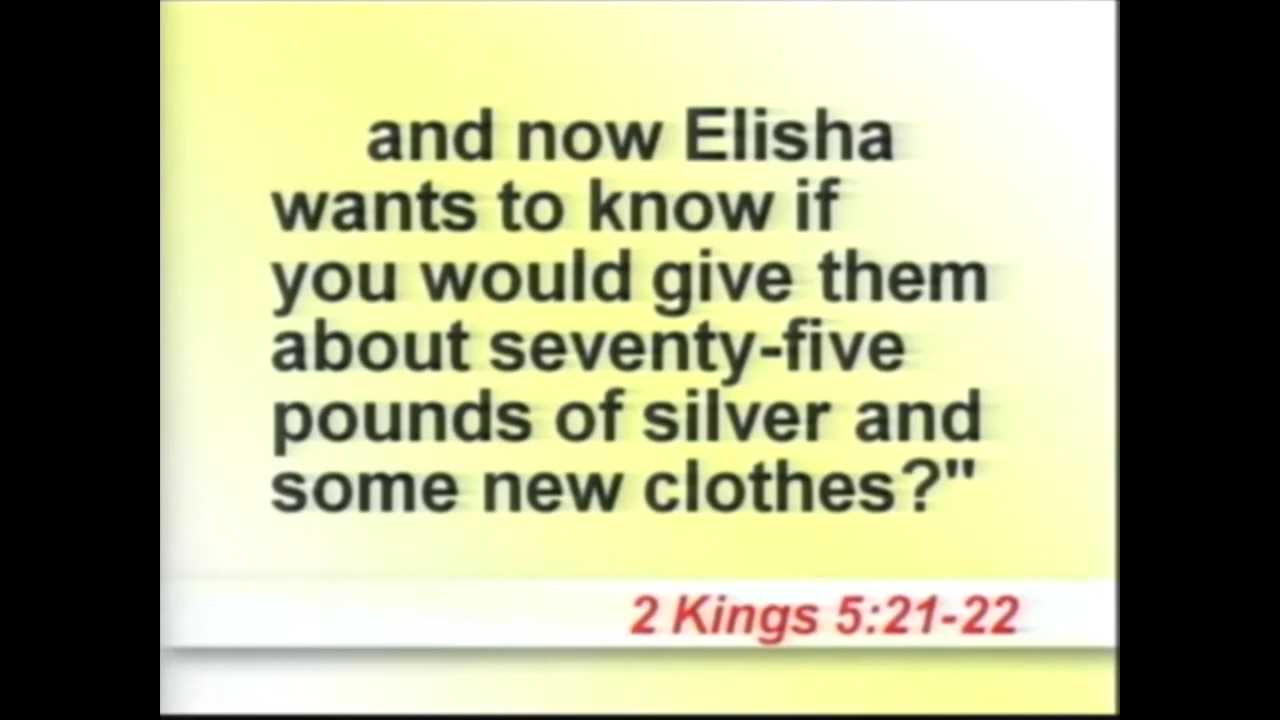 and now Elisha
wants to know if
you would give them
about seventy-five
pounds of silver and
some new clothes?"
2 Kings 5:21-22